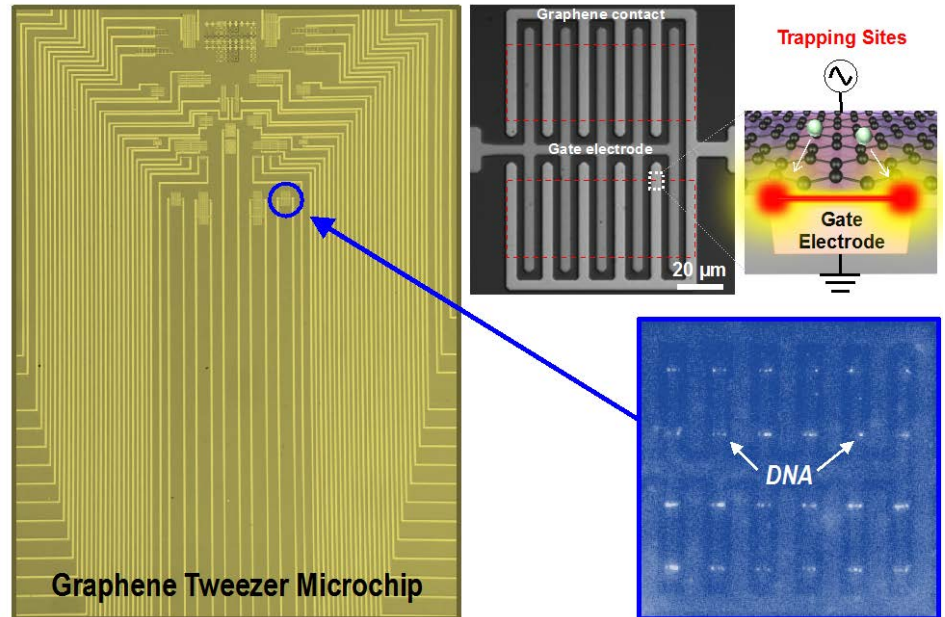 Graphene Tweezer Microchip
Graphene contact
Gate electrode
20 µm
Trapping Sites
Gate
Electrode
DNA